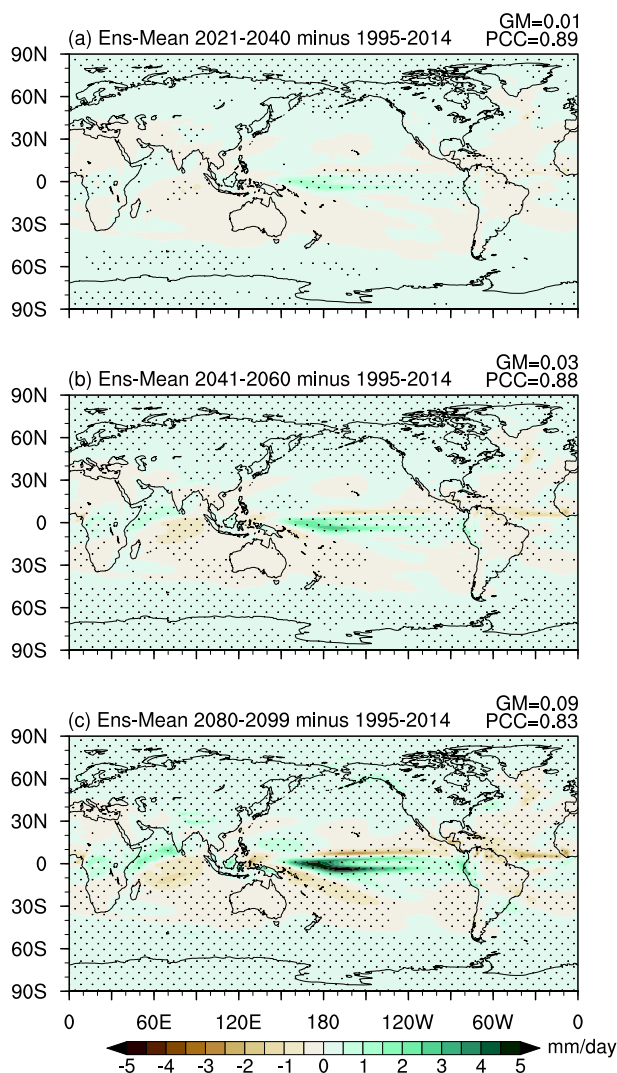 GM=0.01
(a) Ens-Mean 2021-2040 minus 1995-2014 PCC=0.89
90N
60N
30N
0
30S
60S
90S
GM=0.03
(b) Ens-Mean 2041-2060 minus 1995-2014 PCC=0.88
90N
60N
30N
0
30S
60S
90S
GM=0.09
(c) Ens-Mean 2080-2099 minus 1995-2014 PCC=0.83
90N
60N
30N
0
30S
60S
90S
0 60E 120E 180 120W 60W 0
mm/day
-5 -4 -3 -2 -1 0 1 2 3 4 5